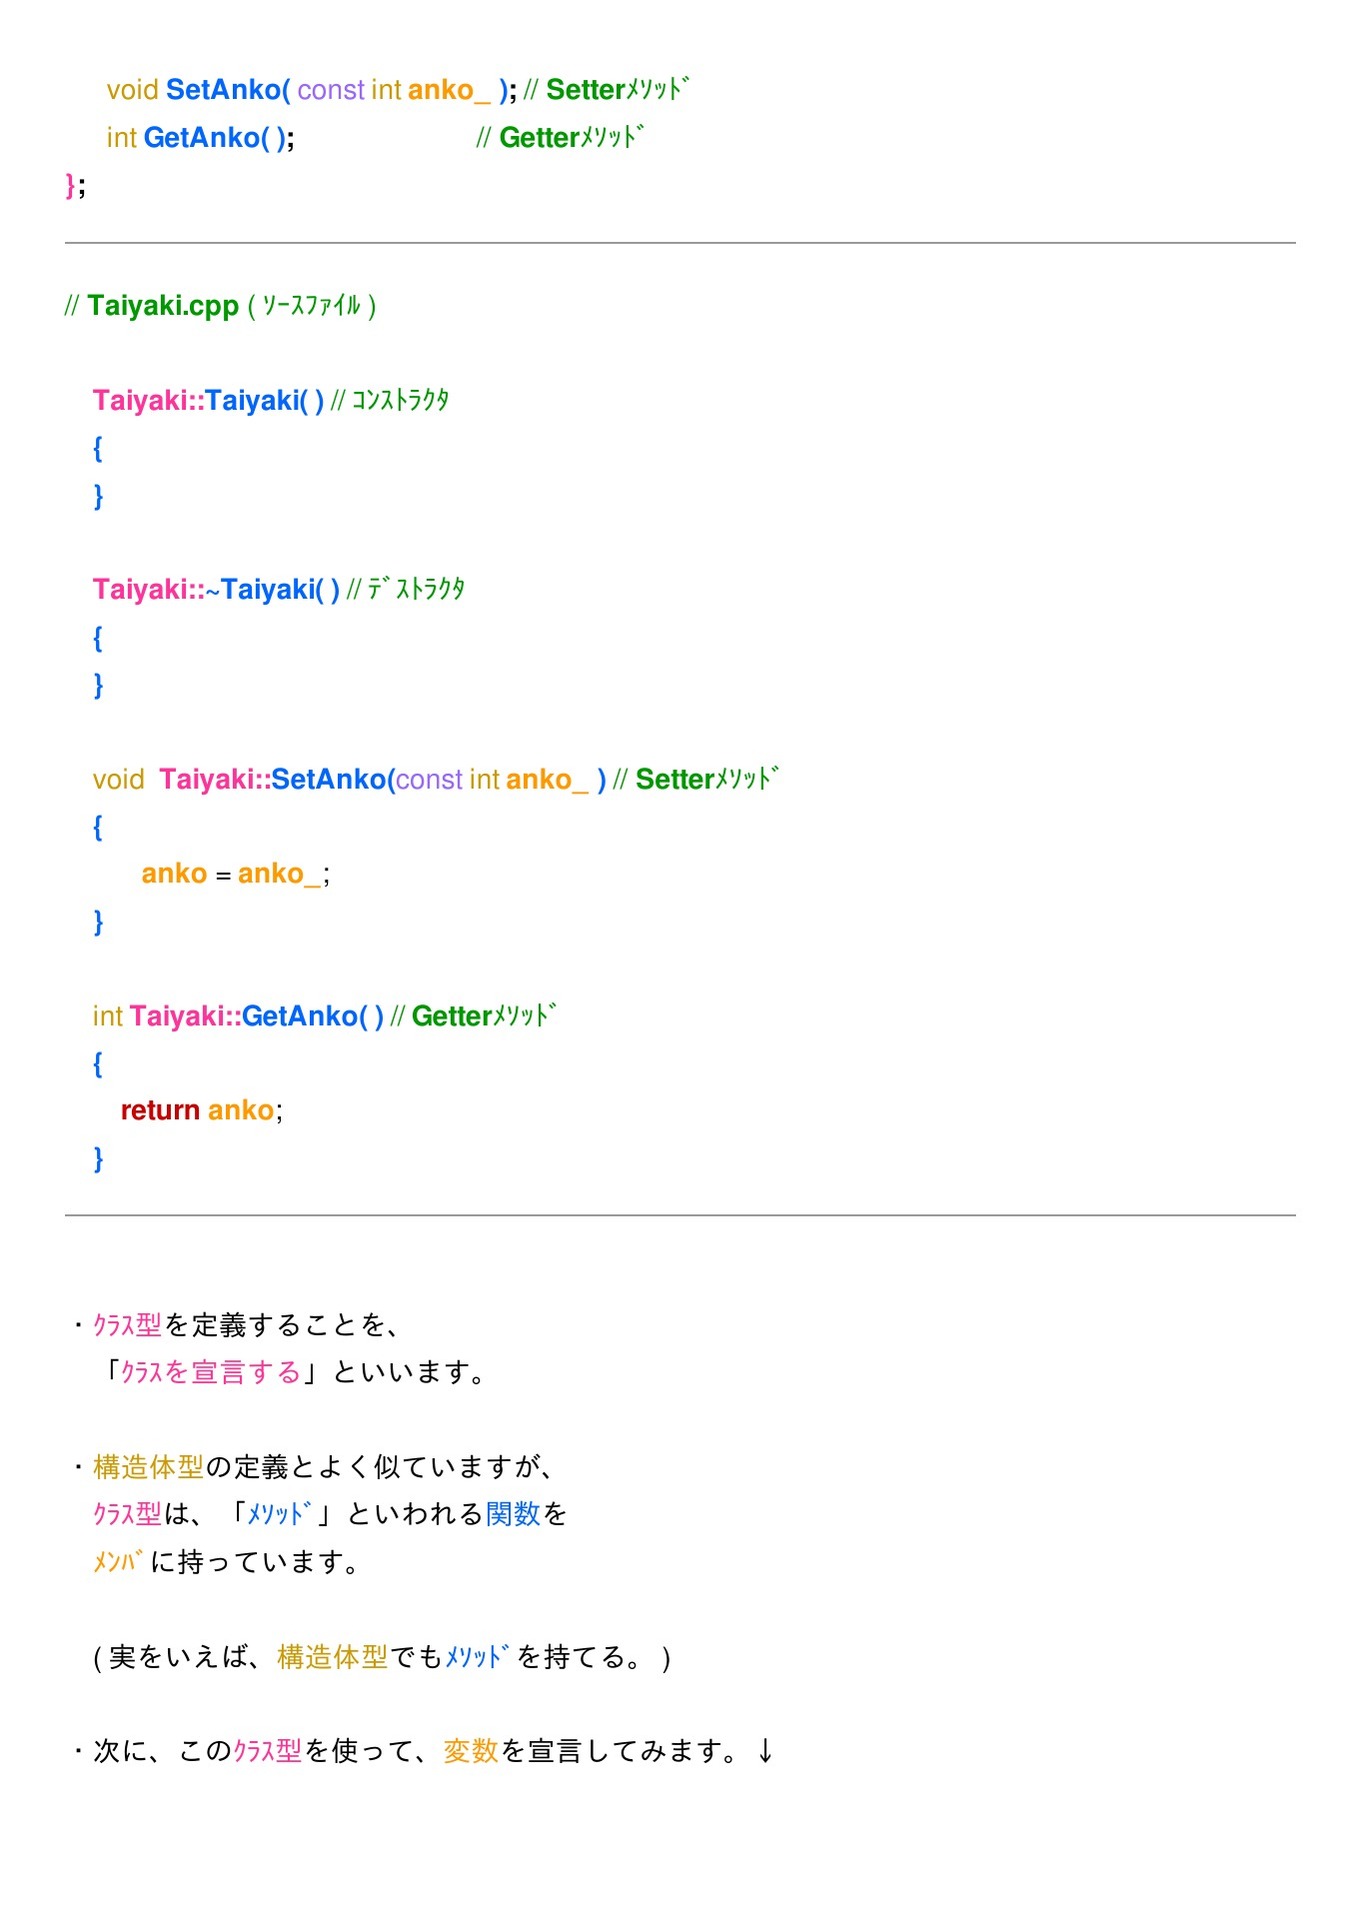 void SetAnko( const int anko_ ); // Setterﾒｿｯﾄﾞ
int GetAnko( ); // Getterﾒｿｯﾄﾞ
};
// Taiyaki.cpp ( ｿｰｽﾌｧｲﾙ )
Taiyaki::Taiyaki( ) // ｺﾝｽﾄﾗｸﾀ
{
}
Taiyaki::~Taiyaki( ) // ﾃﾞｽﾄﾗｸﾀ
{
}
void Taiyaki::SetAnko(const int anko_ ) // Setterﾒｿｯﾄﾞ
{
anko = anko_;
}
int Taiyaki::GetAnko( ) // Getterﾒｿｯﾄﾞ
{
return anko;
}
・ｸﾗｽ型を定義することを、
「ｸﾗｽを宣言する」といいます。
・構造体型の定義とよく似ていますが、
ｸﾗｽ型は、「ﾒｿｯﾄﾞ」といわれる関数を
ﾒﾝﾊﾞに持っています。
( 実をいえば、構造体型でもﾒｿｯﾄﾞを持てる。 )
・次に、このｸﾗｽ型を使って、変数を宣言してみます。↓